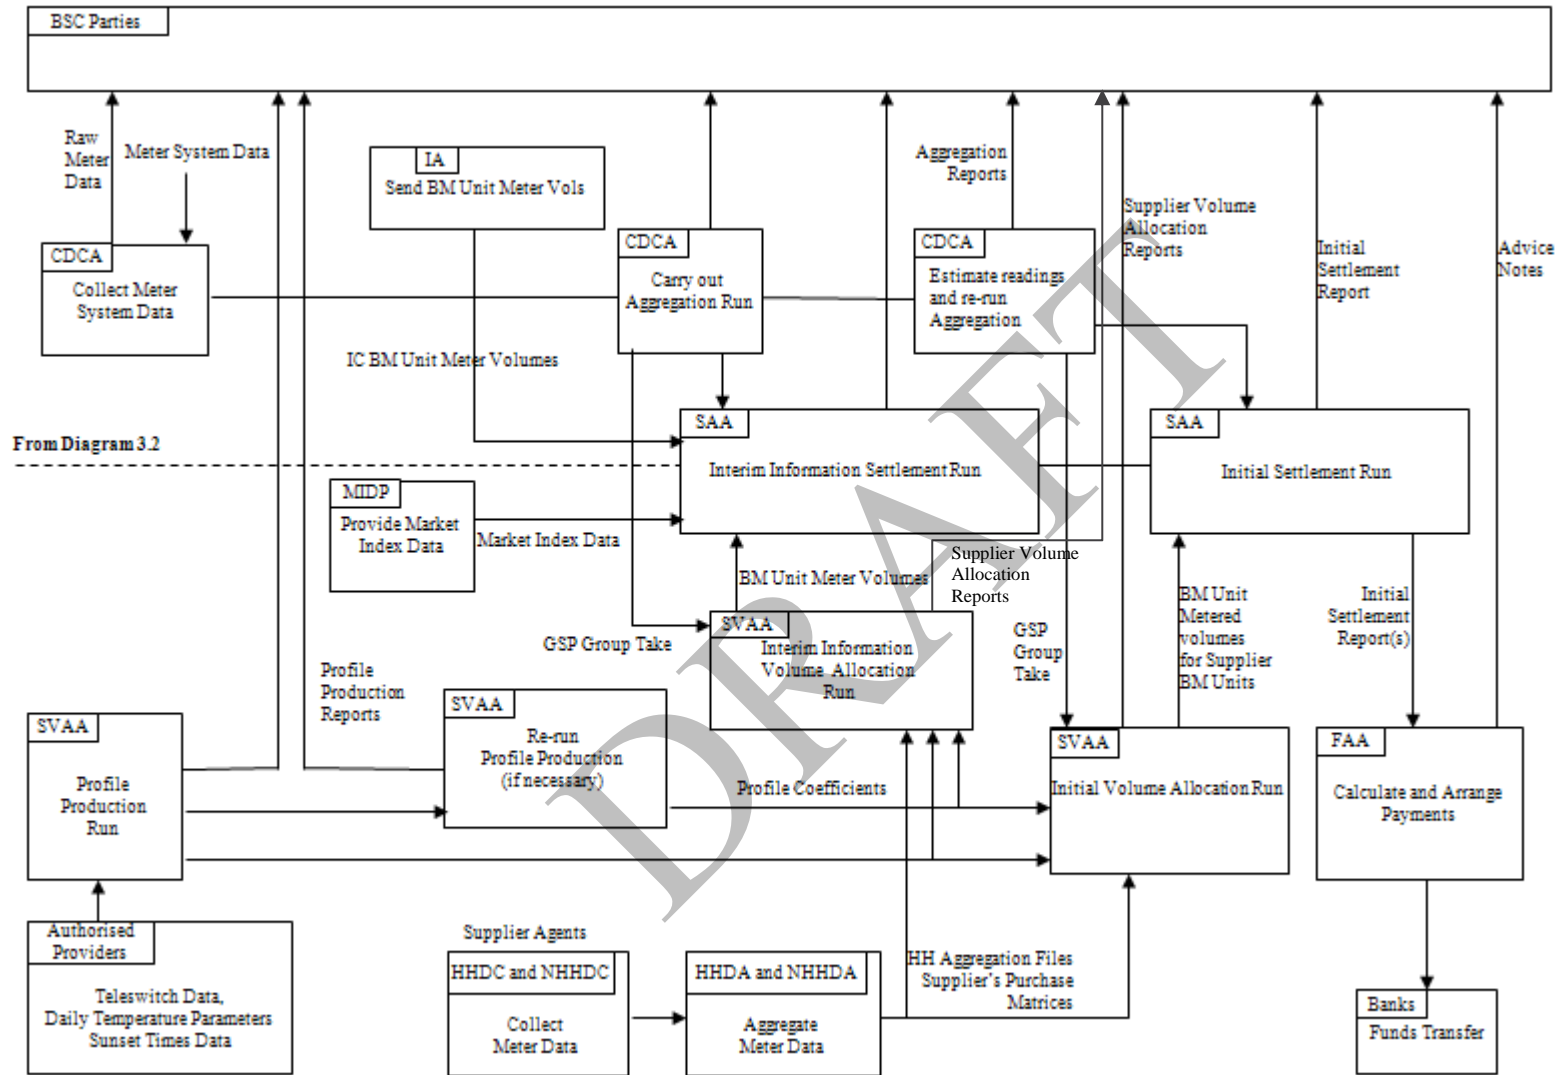 BSC Parties
Raw
Meter
Data
Meter System Data
IA
Send BM Unit Meter Vols
Aggregation
Reports
Supplier Volume
Allocation
Reports
Initial
Settlement
Report
Advice
Notes
CDCA
Collect Meter
System Data
CDCA
Carry out
Aggregation Run
CDCA
Estimate readings
and re-run
Aggregation
IC BM Unit Meter Volumes
From Diagram 3.2
SAA
Interim Information Settlement Run
SAA
Initial Settlement Run
MIDP
Provide Market
Index Data
Market Index Data
BM Unit Meter Volumes
Supplier Volume
Allocation
Reports
GSP Group Take
SVAA
Interim Information
Volume Allocation
Run
GSP
Group
Take
BM Unit
Metered
volumes
for Supplier
BM Units
Initial
Settlement
Report(s)
Profile
Production
Reports
SVAA
Profile
Production
Run
SVAA
Re-run
Profile Production
(if necessary)
Profile Coefficients
SVAA
Initial Volume Allocation Run
FAA
Calculate and Arrange
Payments
Authorised
Providers
Teleswitch Data,
Daily Temperature Parameters
Sunset Times Data
Supplier Agents
HHDC and NHHDC
Collect
Meter Data
HHDA and NHHDA
Aggregate
Meter Data
HH Aggregation Files
Supplier's Purchase
Matrices
Banks
Funds Transfer
DRAFT